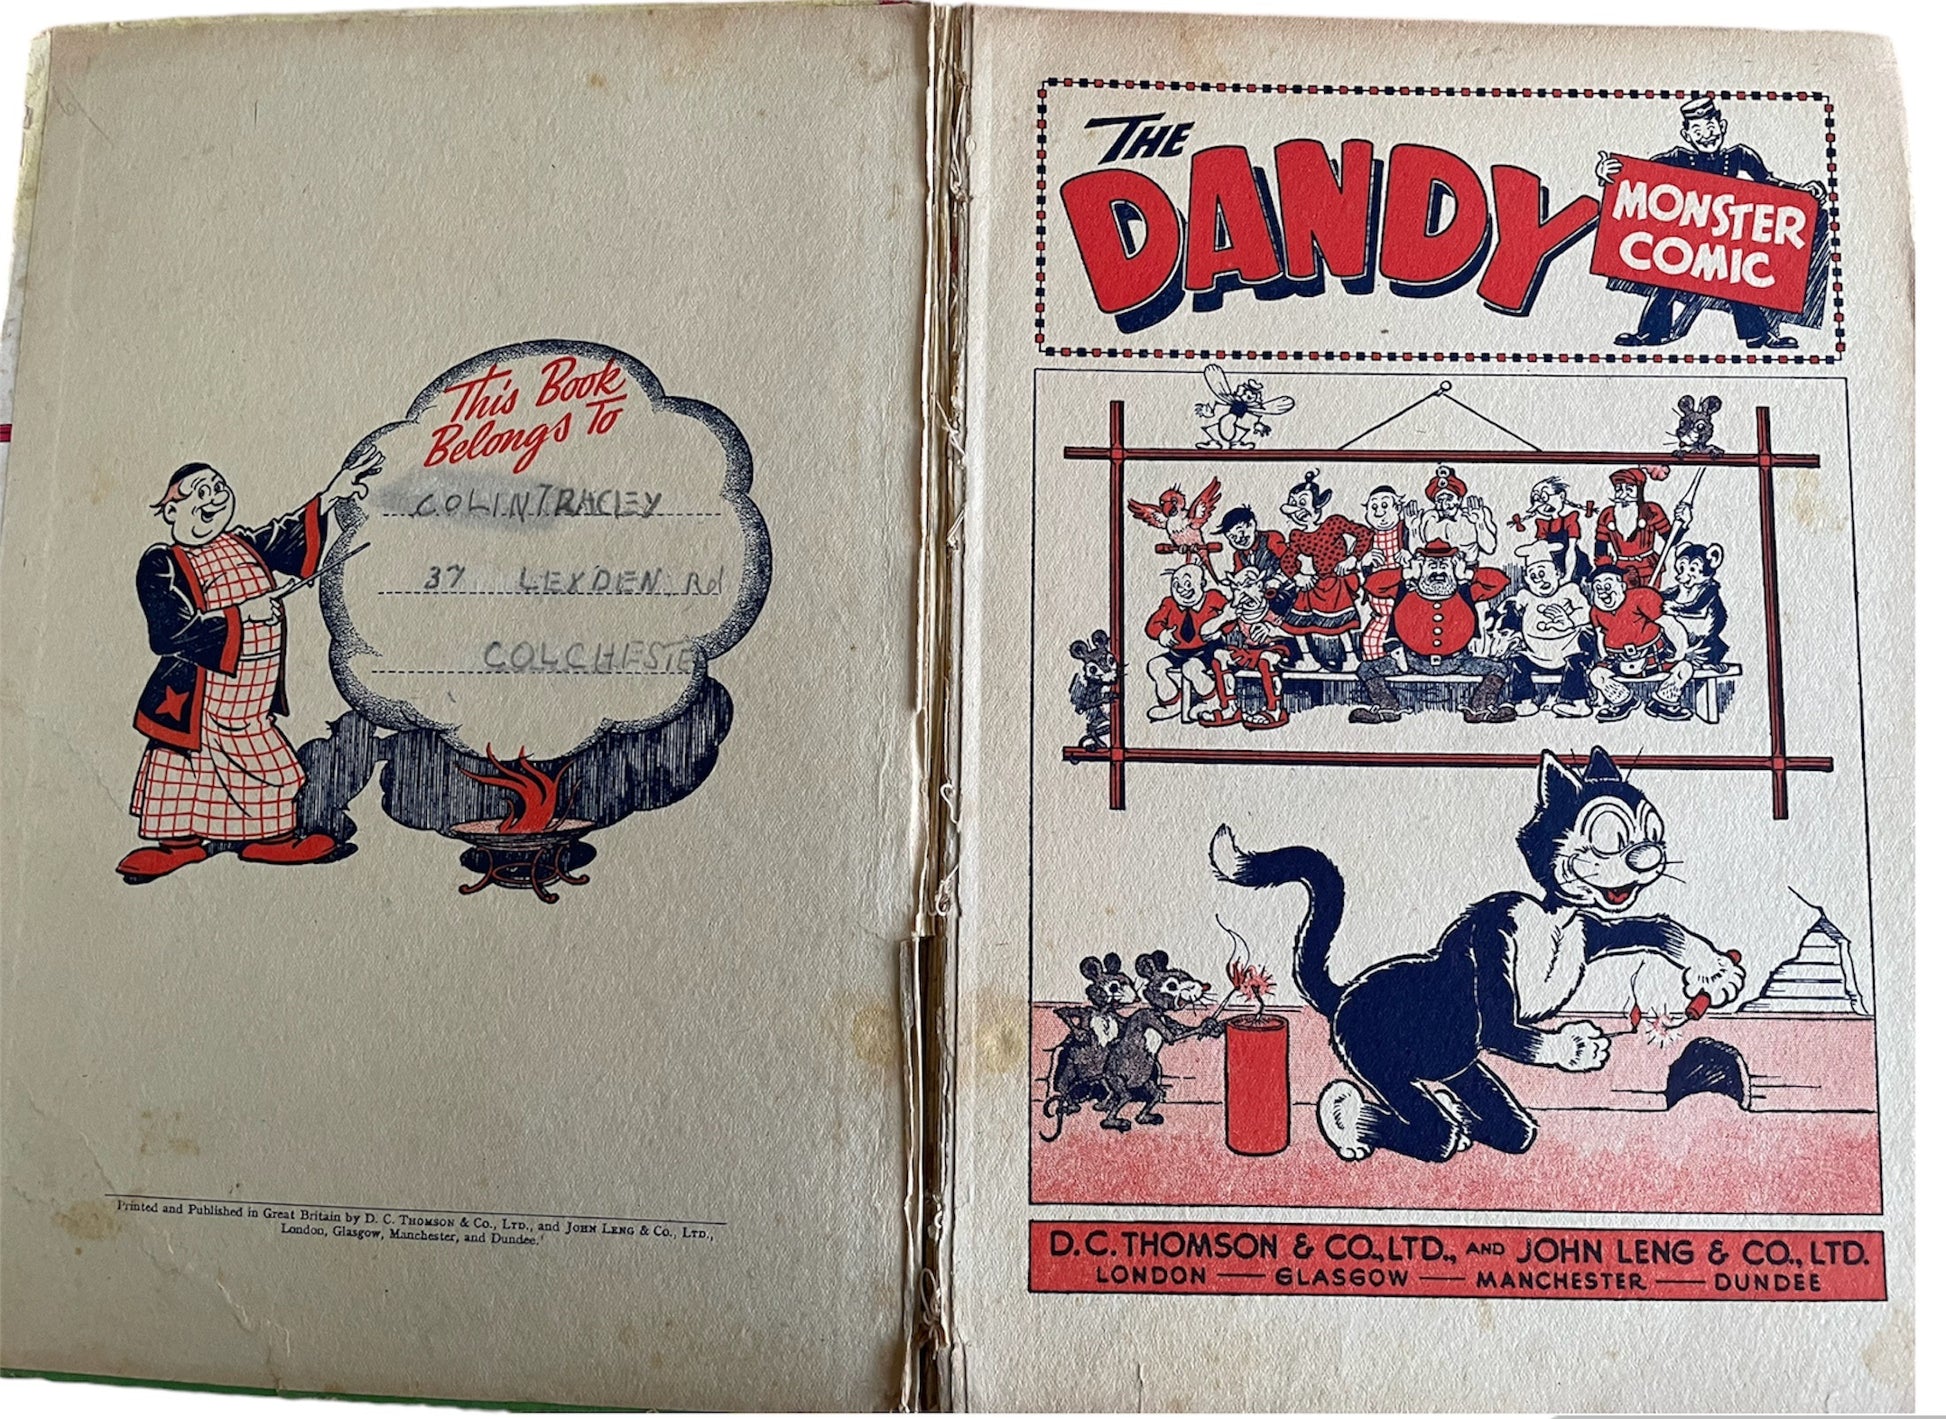 This Book
Belongs To
COLIN TRACIEY
37 LEXDEN Rd
COLCHESTE
Printed and Published in Great Britain by D. C. THOMSON & Co., LTD., and JOHN LENG & Co., LTD.,
London, Glasgow, Manchester, and Dundee.
THE
DANDY
MONSTER
COMIC
D.C. THOMSON & CO., LTD., AND JOHN LENG & CO., LTD.
LONDON — GLASGOW — MANCHESTER — DUNDEE